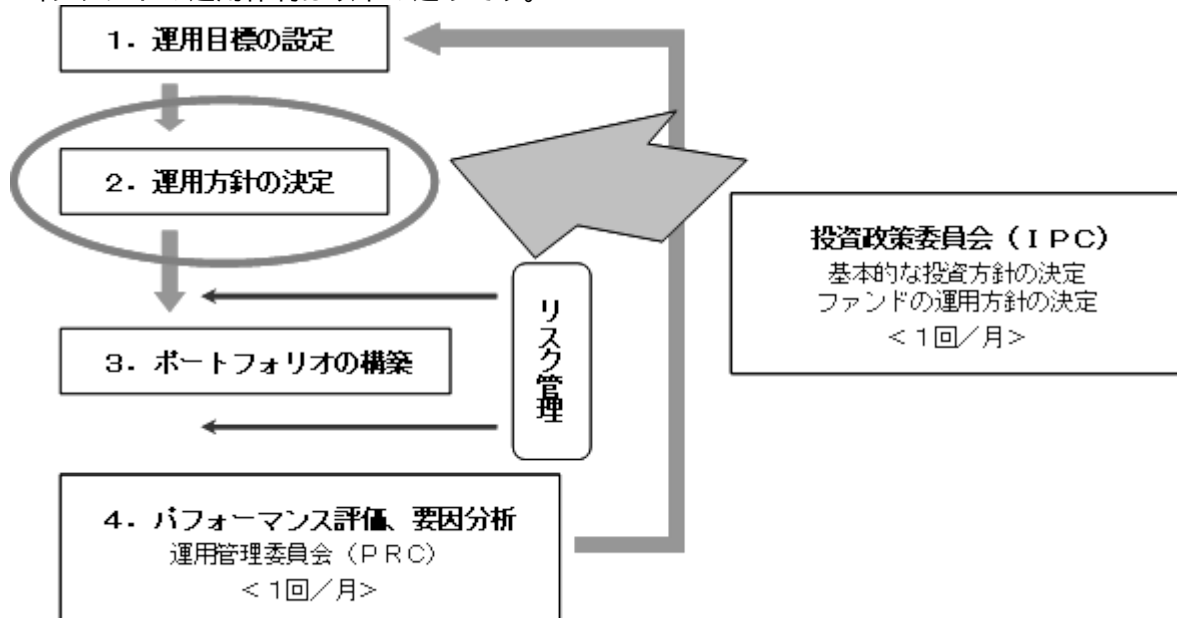 1．運用目標の設定
2．運用方針の決定
投資政策委員会（ＩＰＣ）
基本的な投資方針の決定
ファンドの運用方針の決定
＜１回／月＞
リスク管理
3．ポートフォリオの構築
4．パフォーマンス評価、要因分析
運用管理委員会（ＰＲＣ）
＜１回／月＞